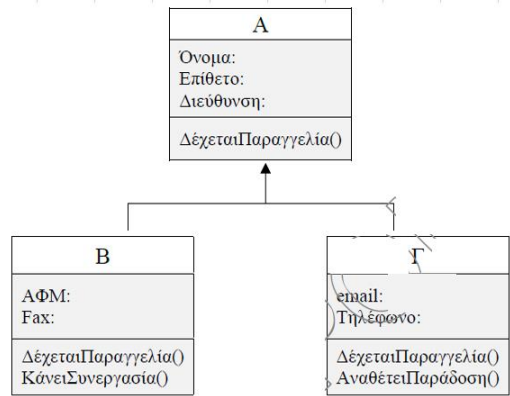 Α
Όνομα:
Επίθετο:
Διεύθυνση:
ΔέχεταιΠαραγγελία()
Β
ΑΦΜ:
Fax:
ΔέχεταιΠαραγγελία()
ΚάνειΣυνεργασία()
Γ
email:
Τηλέφωνο:
ΔέχεταιΠαραγγελία()
ΑναθέτειΠαράδοση()